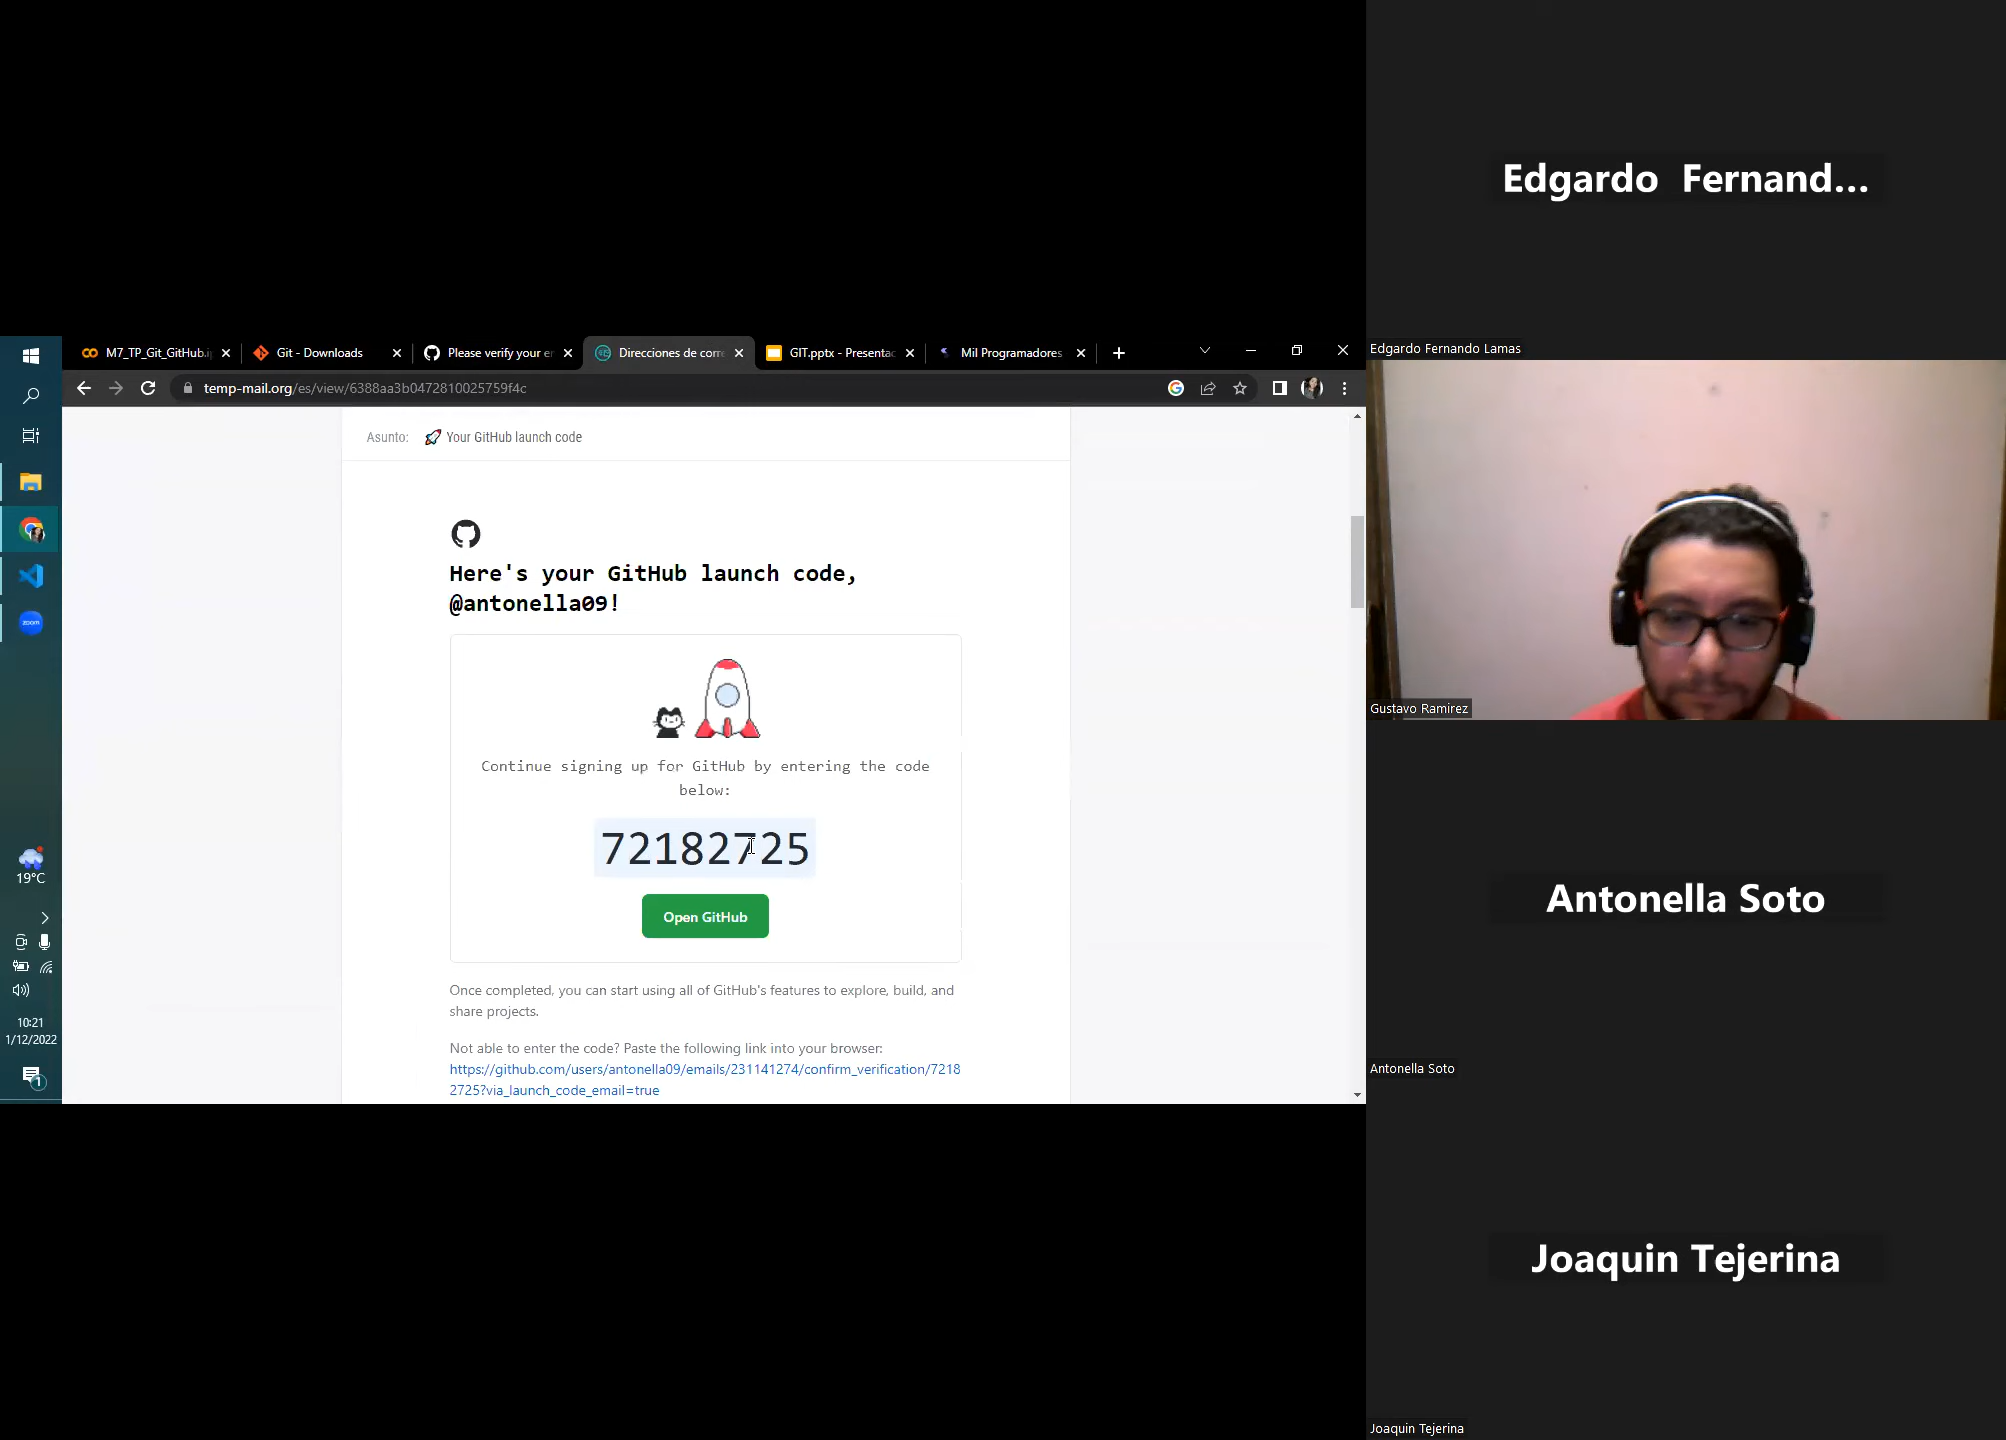 M7_TP_Git_GitHub.i
Git - Downloads
Please verify your e
Direcciones de corre
GIT.pptx - Presentac
Mil Programadores
temp-mail.org/es/view/6388aa3b0472810025759f4c
Asunto: Your GitHub launch code
Here's your GitHub launch code,
@antonella09!
Continue signing up for GitHub by entering the code
below:
72182725
Open GitHub
Once completed, you can start using all of GitHub's features to explore, build, and
share projects.
Not able to enter the code? Paste the following link into your browser:
https://github.com/users/antonella09/emails/231141274/confirm_verification/7218
2725?via_launch_code_email=true
zoom
19°C
10:21
1/12/2022
1
Edgardo Fernand...
Edgardo Fernando Lamas
Gustavo Ramirez
Antonella Soto
Antonella Soto
Joaquin Tejerina
Joaquin Tejerina